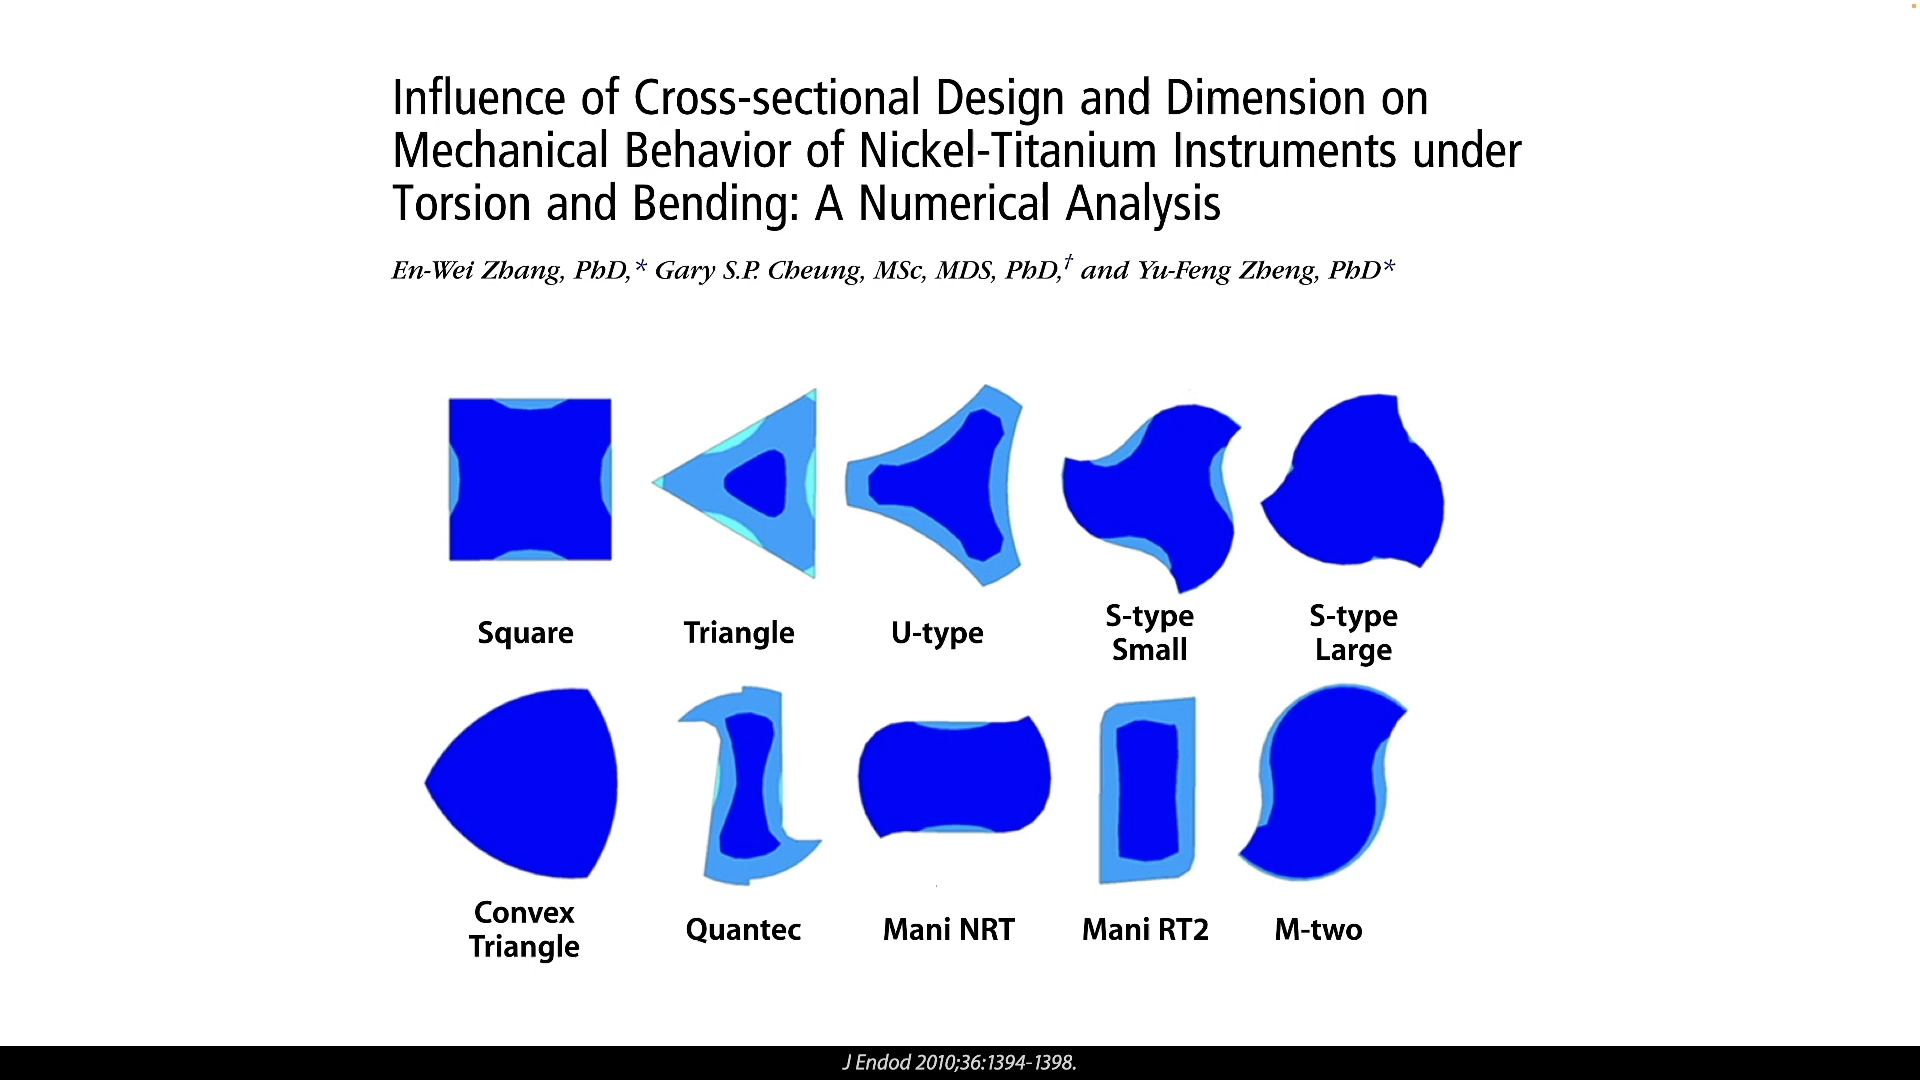 Influence of Cross-sectional Design and Dimension on
Mechanical Behavior of Nickel-Titanium Instruments under
Torsion and Bending: A Numerical Analysis
En-Wei Zhang, PhD,* Gary S.P. Cheung, MSc, MDS, PhD,† and Yu-Feng Zheng, PhD*
Square
Triangle
U-type
S-type
Small
S-type
Large
Convex
Triangle
Quantec
Mani NRT
Mani RT2
M-two
J Endod 2010;36:1394-1398.